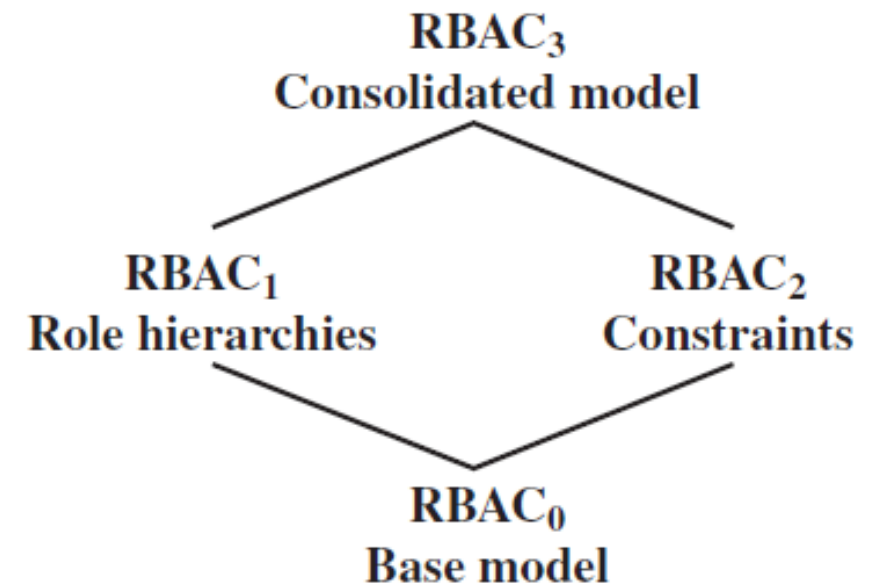 RBAC₃
Consolidated model
RBAC₁
Role hierarchies
RBAC₂
Constraints
RBAC₀
Base model